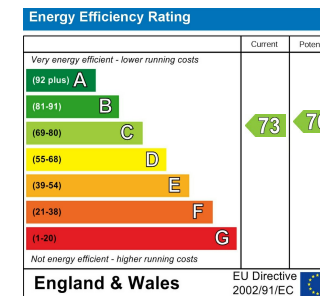 Energy Efficiency Rating
Current
Very energy efficient - lower running costs
(92 plus) A
(81-91) B
(69-80) C
(55-68) D
(39-54) E
(21-38) F
(1-20) G
73
Not energy efficient - higher running costs
England & Wales
EU Directive
2002/91/EC